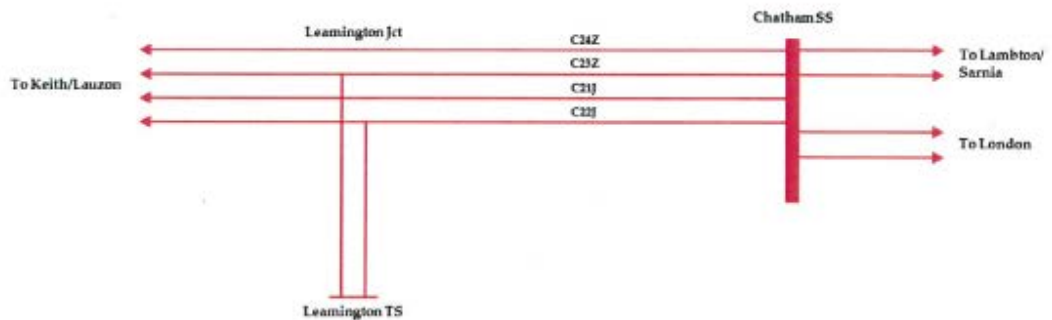 Chatham SS
Leamington Jct
C24Z
To Lambton/
Sarnia
C23Z
To Keith/Lauzon
C21J
C22J
To London
Leamington TS